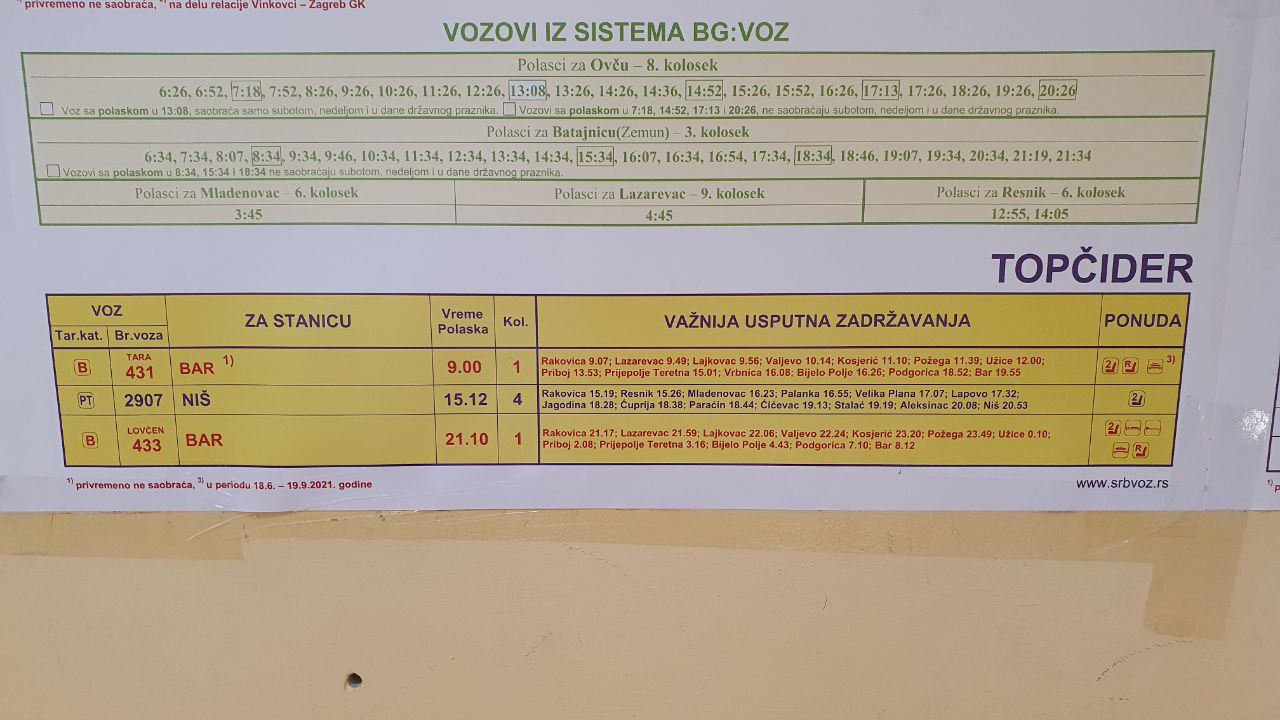 ¹⁾ privremeno ne saobraća, ⁴⁾ na delu relacije Vinkovci – Zagreb GK
VOZOVI IZ SISTEMA BG:VOZ
Polasci za Ovču – 8. kolosek
6:26, 6:52, 7:18, 7:52, 8:26, 9:26, 10:26, 11:26, 12:26, 13:08, 13:26, 14:26, 14:36, 14:52, 15:26, 15:52, 16:26, 17:13, 17:26, 18:26, 19:26, 20:26
Voz sa polaskom u 13:08, saobraća samo subotom, nedeljom i u dane državnog praznika. Vozovi sa polaskom u 7:18, 14:52, 17:13 i 20:26, ne saobraćaju subotom, nedeljom i u dane državnog praznika.
Polasci za Batajnicu(Zemun) – 3. kolosek
6:34, 7:34, 8:07, 8:34, 9:34, 9:46, 10:34, 11:34, 12:34, 13:34, 14:34, 15:34, 16:07, 16:34, 16:54, 17:34, 18:34, 18:46, 19:07, 19:34, 20:34, 21:19, 21:34
Vozovi sa polaskom u 8:34, 15:34 i 18:34 ne saobraćaju subotom, nedeljom i u dane državnog praznika.
Polasci za Mladenovac – 6. kolosek Polasci za Lazarevac – 9. kolosek Polasci za Resnik – 6. kolosek
3:45 4:45 12:55, 14:05
TOPČIDER
VOZ ZA STANICU Vreme Polaska Kol. VAŽNIJA USPUTNA ZADRŽAVANJA PONUDA
Tar.kat. Br.voza
B TARA 431 BAR ¹⁾ 9.00 1 Rakovica 9.07; Lazarevac 9.49; Lajkovac 9.56; Valjevo 10.14; Kosjerić 11.10; Požega 11.39; Užice 12.00;
Priboj 13.53; Prijepolje Teretna 15.01; Vrbnica 16.08; Bijelo Polje 16.26; Podgorica 18.52; Bar 19.55
2 R ³⁾
PT 2907 NIŠ 15.12 4 Rakovica 15.19; Resnik 15.26; Mladenovac 16.23; Palanka 16.55; Velika Plana 17.07; Lapovo 17.32;
Jagodina 18.28; Ćuprija 18.38; Paraćin 18.44; Ćićevac 19.13; Stalać 19.19; Aleksinac 20.08; Niš 20.53
2
B LOVĆEN 433 BAR 21.10 1 Rakovica 21.17; Lazarevac 21.59; Lajkovac 22.06; Valjevo 22.24; Kosjerić 23.20; Požega 23.49; Užice 0.10;
Priboj 2.08; Prijepolje Teretna 3.16; Bijelo Polje 4.43; Podgorica 7.10; Bar 8.12
2 R
¹⁾ privremeno ne saobraća, ³⁾ u periodu 18.6. – 19.9.2021. godine
www.srbvoz.rs